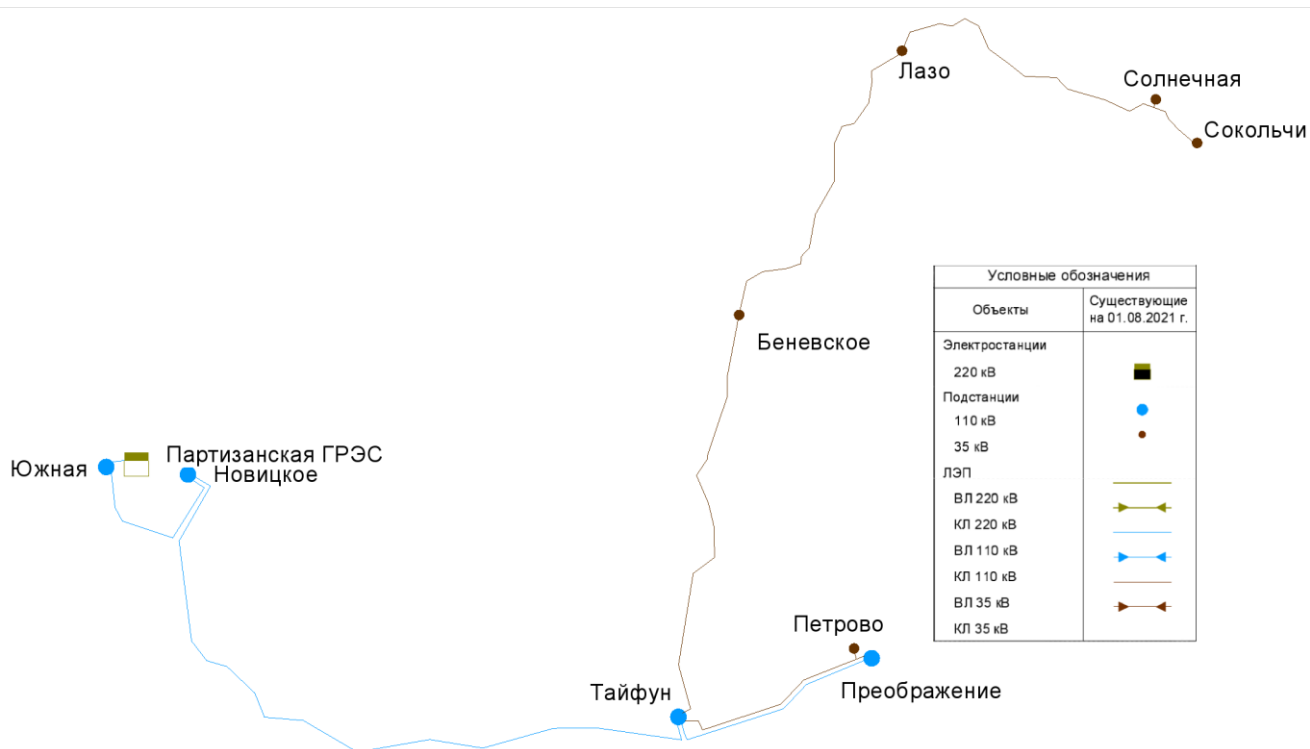 Лазо
Солнечная
Сокольчи
Беневское
Партизанская ГРЭС
Южная
Новицкое
Петрово
Тайфун
Преображение
Условные обозначения
Объекты
Существующие
на 01.08.2021 г.
Электростанции
220 кВ
Подстанции
110 кВ
35 кВ
ЛЭП
ВЛ 220 кВ
КЛ 220 кВ
ВЛ 110 кВ
КЛ 110 кВ
ВЛ 35 кВ
КЛ 35 кВ